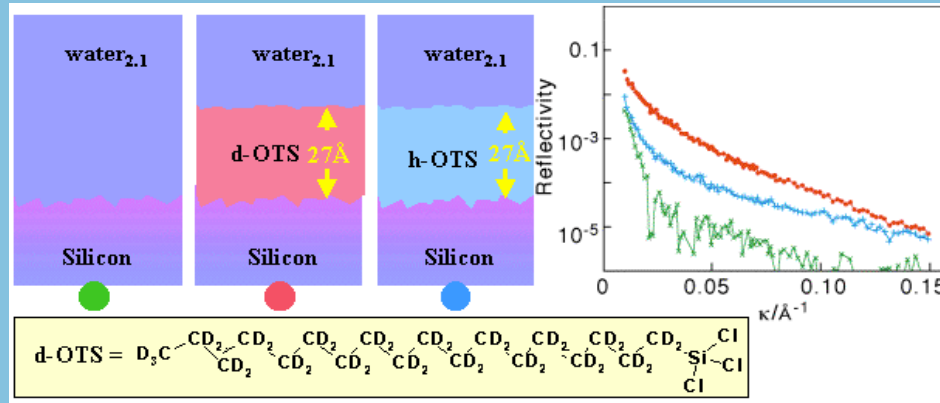 water2.1
water2.1
water2.1
d-OTS
27Å
h-OTS
27Å
Silicon
Silicon
Silicon
Reflectivity
0.1
10-3
10-5
0
0.05
0.10
0.15
κ/Å-1
d-OTS =
CD2 CD2 CD2 CD2 CD2 CD2 CD2 CD2 CD2 Cl
D3C CD2 CD2 CD2 CD2 CD2 CD2 CD2 CD2 Si Cl
Cl